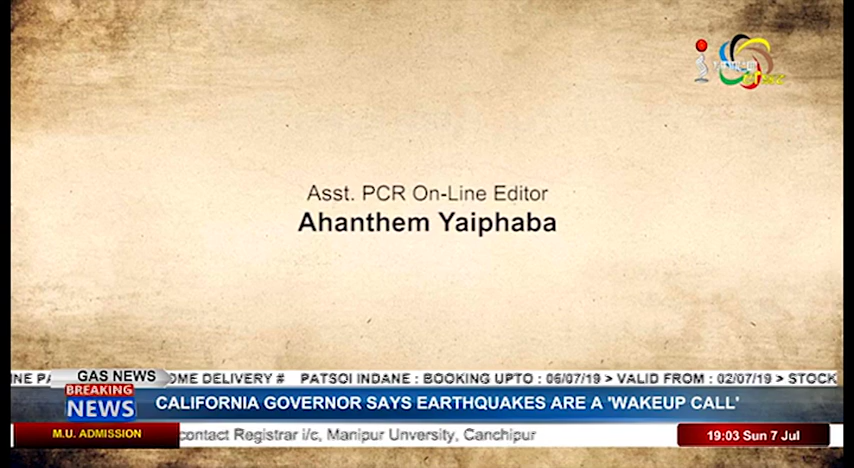 Asst. PCR On-Line Editor
Ahanthem Yaiphaba
GAS NEWS
OME DELIVERY # PATSOI INDANE : BOOKING UPTO : 06/07/19 > VALID FROM : 02/07/19 > STOCK
BREAKING
NEWS
CALIFORNIA GOVERNOR SAYS EARTHQUAKES ARE A 'WAKEUP CALL'
M.U. ADMISSION
contact Registrar i/c, Manipur Unversity, Canchipur
19:03 Sun 7 Jul